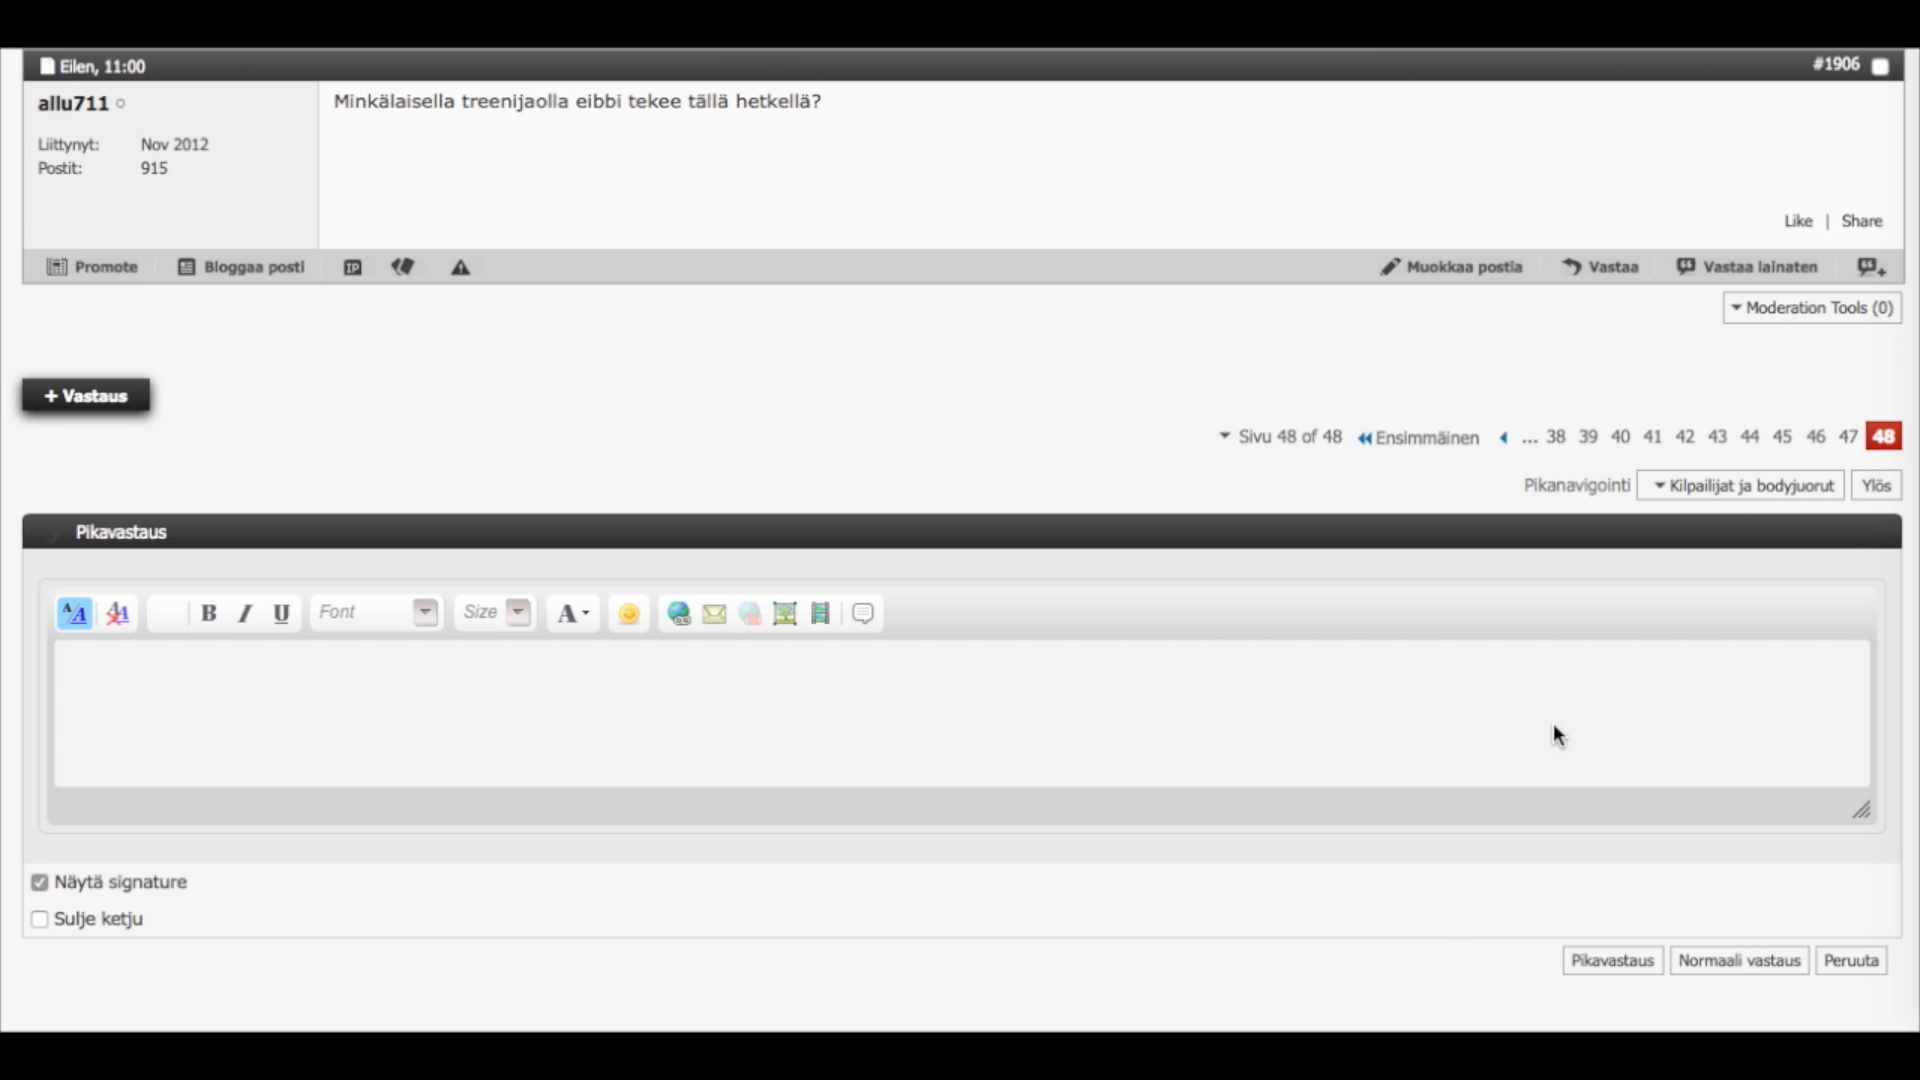 Eilen, 11:00 #1906
allu711
Minkälaisella treenijaolla eibbi tekee tällä hetkellä?
Liittynyt: Nov 2012
Postit: 915
Like | Share
Promote Bloggaa posti IP Muokkaa postia Vastaa Vastaa lainaten
Moderation Tools (0)
+ Vastaus
Sivu 48 of 48 Ensimmäinen ... 38 39 40 41 42 43 44 45 46 47 48
Pikanavigointi Kilpailijat ja bodyjuorut Ylös
Pikavastaus
B I U Font Size A
Näytä signature
Sulje ketju
Pikavastaus Normaali vastaus Peruuta